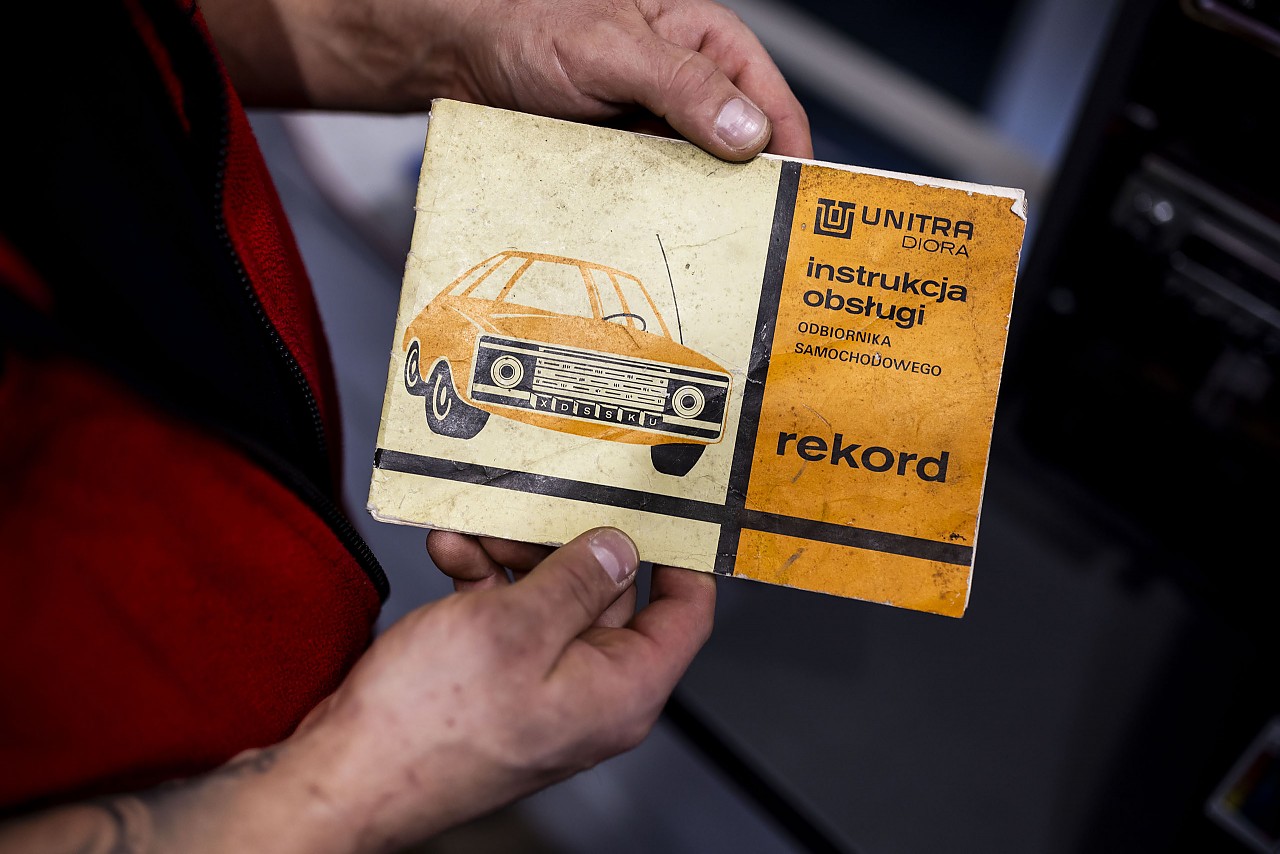 UNITRA
DIORA
instrukcja
obsługi
ODBIORNIKA
SAMOCHODOWEGO
rekord
X D S S K U